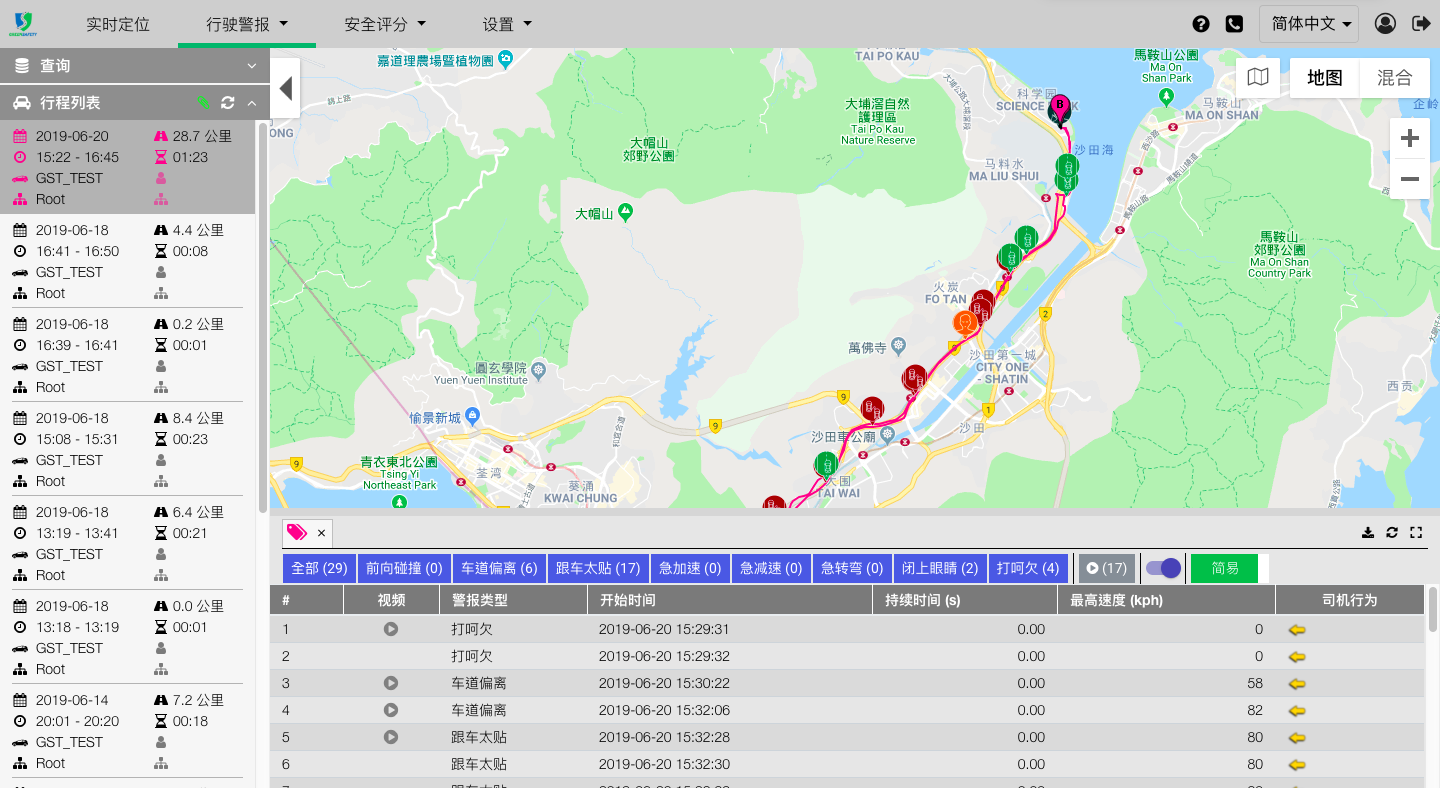 GREENSAFETY
实时定位
行驶警报
安全评分
设置
简体中文
查询
行程列表
2019-06-20 28.7 公里
15:22 - 16:45 01:23
GST_TEST
Root
2019-06-18 4.4 公里
16:41 - 16:50 00:08
GST_TEST
Root
2019-06-18 0.2 公里
16:39 - 16:41 00:01
GST_TEST
Root
2019-06-18 8.4 公里
15:08 - 15:31 00:23
GST_TEST
Root
2019-06-18 6.4 公里
13:19 - 13:41 00:21
GST_TEST
Root
2019-06-18 0.0 公里
13:18 - 13:19 00:01
GST_TEST
Root
2019-06-14 7.2 公里
20:01 - 20:20 00:18
GST_TEST
Root
嘉道理農場暨植物園
TAI PO KAU
馬鞍山公園
Ma On
Shan Park
地图 混合
錦上路
大埔滘自然
護理區
Tai Po Kau
Nature Reserve
科学园
SCIENCE
B
马鞍山
MA ON SHAN
企岭
大帽山
郊野公園
沙田海
马料水
MA LIU SHUI
大帽山
馬鞍山
郊野公園
Ma On Shan
Country Park
火炭
FO TAN
9
2
萬佛寺
9
沙田第一城
CITY ONE
- SHATIN
圓玄學院
Yuen Yuen Institute
西贡
愉景新城
9
9
1
沙田
沙田車公廟
9
青衣東北公園
Tsing Yi
Northeast Park
荃湾
葵涌
KWAI CHUNG
和宜合道
大围
TAI WAI
全部 (29) 前向碰撞 (0) 车道偏离 (6) 跟车太贴 (17) 急加速 (0) 急减速 (0) 急转弯 (0) 闭上眼睛 (2) 打呵欠 (4) (17) 简易
# 视频 警报类型 开始时间 持续时间 (s) 最高速度 (kph) 司机行为
1 打呵欠 2019-06-20 15:29:31 0.00 0
2 打呵欠 2019-06-20 15:29:32 0.00 0
3 车道偏离 2019-06-20 15:30:22 0.00 58
4 车道偏离 2019-06-20 15:32:06 0.00 82
5 跟车太贴 2019-06-20 15:32:28 0.00 80
6 跟车太贴 2019-06-20 15:32:30 0.00 80